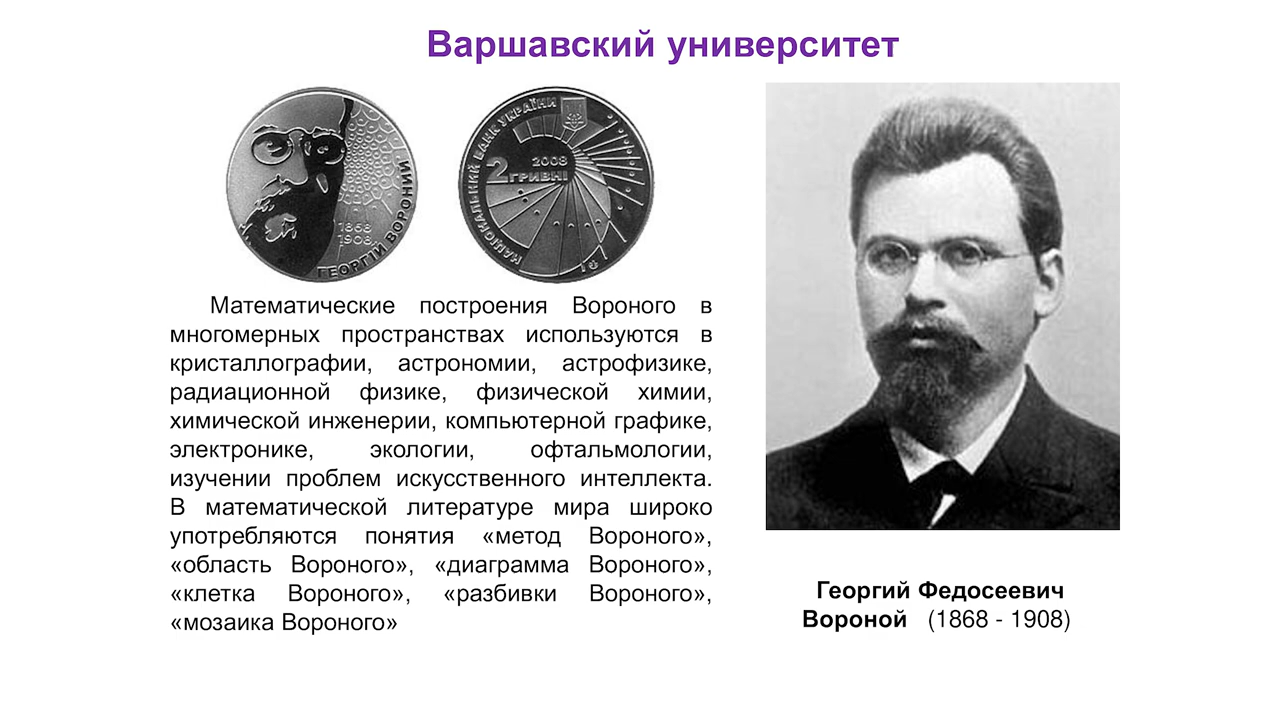 Варшавский университет
ГЕОРГІЙ ВОРОНИЙ
1868
1908
НАЦІОНАЛЬНИЙ БАНК УКРАЇНИ
2008
2
ГРИВНІ
Математические построения Вороного в
многомерных пространствах используются в
кристаллографии, астрономии, астрофизике,
радиационной физике, физической химии,
химической инженерии, компьютерной графике,
электронике, экологии, офтальмологии,
изучении проблем искусственного интеллекта.
В математической литературе мира широко
употребляются понятия «метод Вороного»,
«область Вороного», «диаграмма Вороного»,
«клетка Вороного», «разбивки Вороного»,
«мозаика Вороного»
Георгий Федосеевич
Вороной (1868 - 1908)